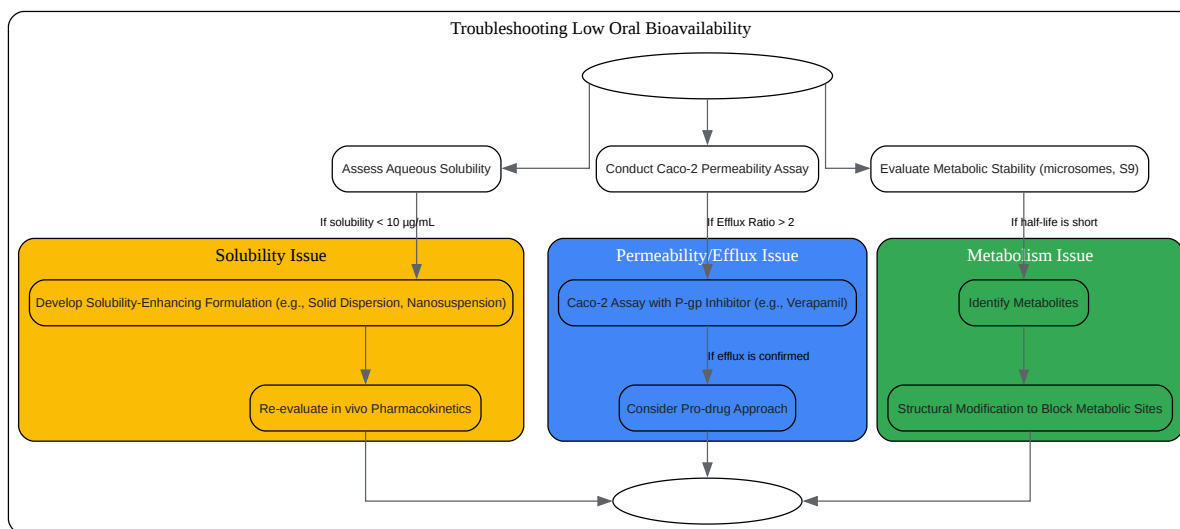 Troubleshooting Low Oral Bioavailability
Assess Aqueous Solubility
Conduct Caco-2 Permeability Assay
Evaluate Metabolic Stability (microsomes, S9)
If solubility < 10 µg/mL
If Efflux Ratio > 2
If half-life is short
Solubility Issue
Permeability/Efflux Issue
Metabolism Issue
Develop Solubility-Enhancing Formulation (e.g., Solid Dispersion, Nanosuspension)
Caco-2 Assay with P-gp Inhibitor (e.g., Verapamil)
Identify Metabolites
If efflux is confirmed
Re-evaluate in vivo Pharmacokinetics
Consider Pro-drug Approach
Structural Modification to Block Metabolic Sites